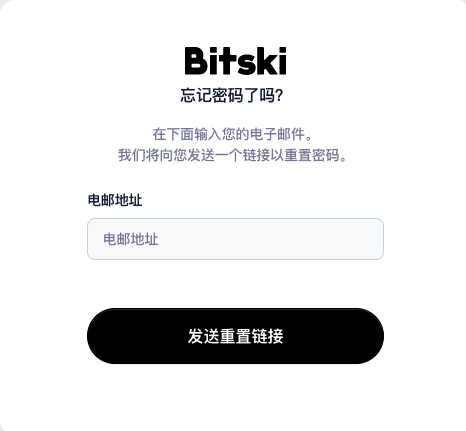 Bitski
忘记密码了吗？
在下面输入您的电子邮件。
我们将向您发送一个链接以重置密码。
电邮地址
电邮地址
发送重置链接